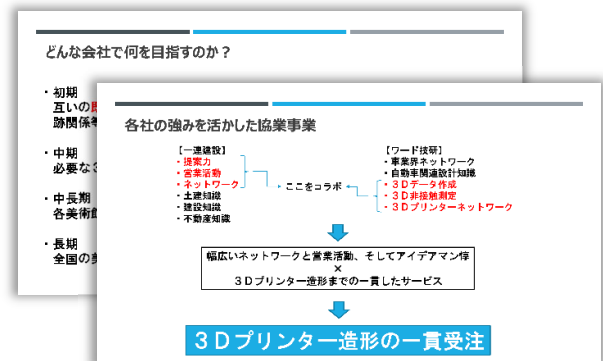 どんな会社で何を目指すのか？
・初期
互いの
跡関係等
・中期
必要な
・中長期
各美術館
・長期
全国の美
各社の強みを活かした協業事業
【一連建設】
・提案力
・営業活動
・ネットワーク
・土建知識
・建設知識
・不動産知識
ここをコラボ
【ワード技研】
・車業界ネットワーク
・自動車関連設計知識
・３Ｄデータ作成
・３Ｄ非接触測定
・３Ｄプリンターネットワーク
幅広いネットワークと営業活動、そしてアイデアマン惇
×
３Ｄプリンター造形までの一貫したサービス
３Ｄプリンター造形の一貫受注